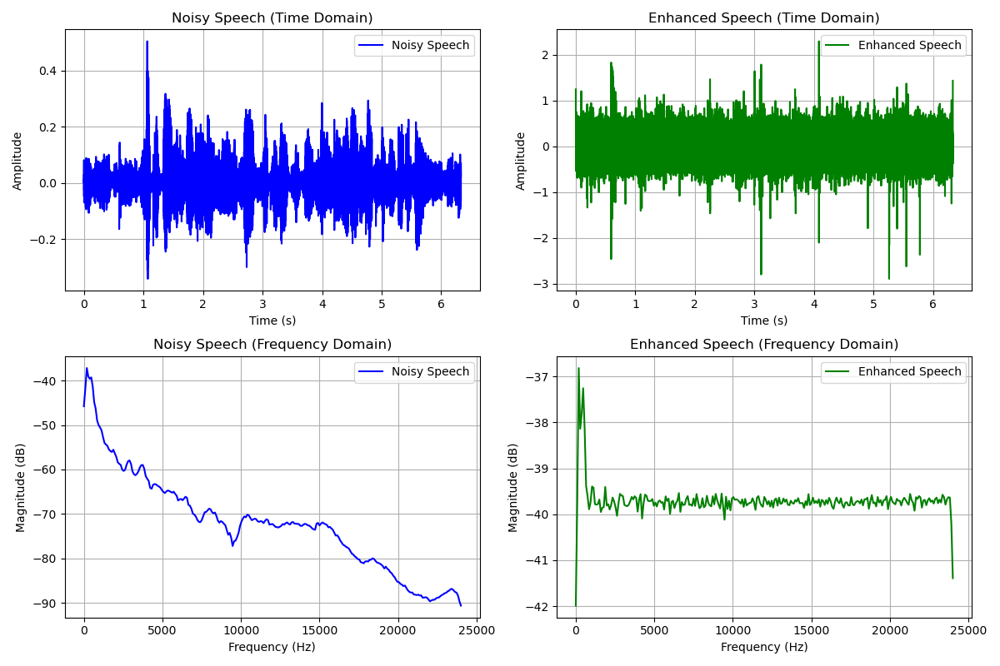 Noisy Speech (Time Domain)
Noisy Speech
Amplitude
0.4
0.2
0.0
−0.2
0 1 2 3 4 5 6
Time (s)
Enhanced Speech (Time Domain)
Enhanced Speech
Amplitude
2
1
0
−1
−2
−3
0 1 2 3 4 5 6
Time (s)
Noisy Speech (Frequency Domain)
Noisy Speech
Magnitude (dB)
−40
−50
−60
−70
−80
−90
0 5000 10000 15000 20000 25000
Frequency (Hz)
Enhanced Speech (Frequency Domain)
Enhanced Speech
Magnitude (dB)
−37
−38
−39
−40
−41
−42
0 5000 10000 15000 20000 25000
Frequency (Hz)